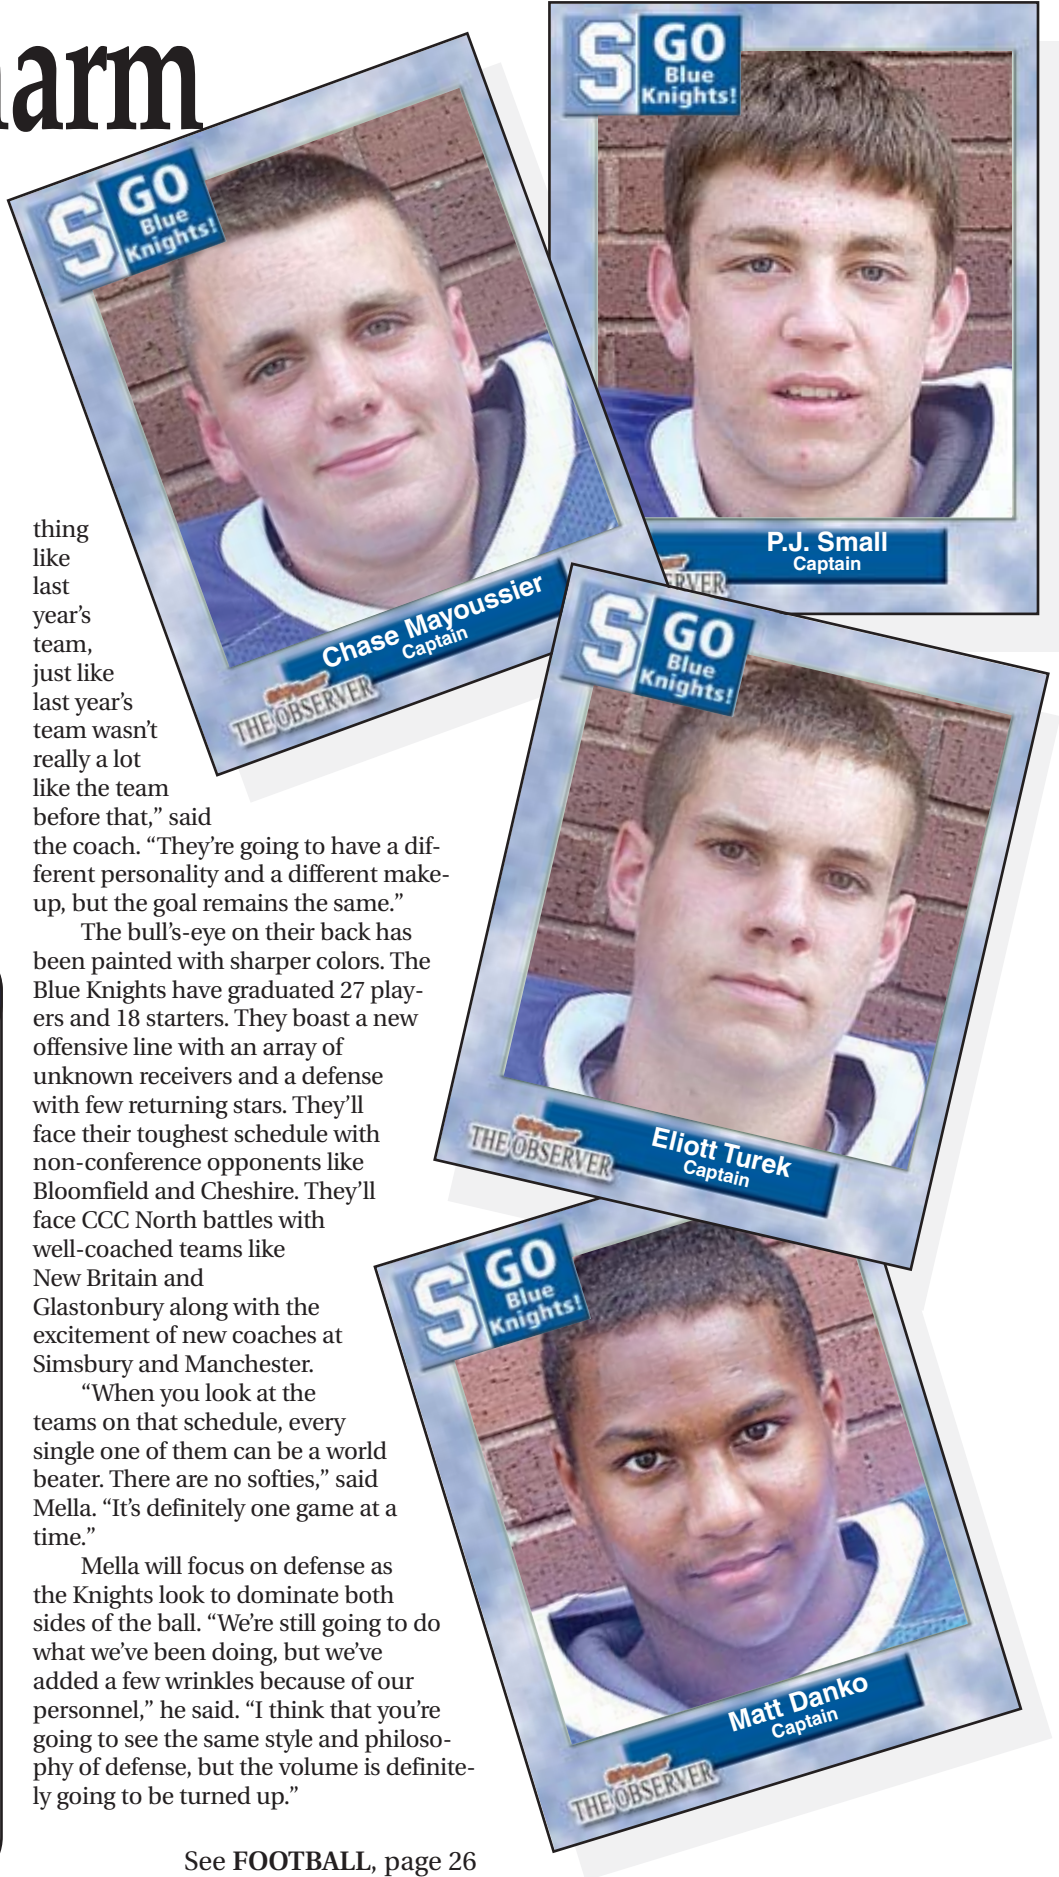 arm
S GO
Blue
Knights!
Chase Mayoussier
Captain
THE OBSERVER
S GO
Blue
Knights!
P.J. Small
Captain
S GO
Blue
Knights!
THE OBSERVER
Eliott Turek
Captain
S GO
Blue
Knights!
Matt Danko
Captain
THE OBSERVER
thing
like
last
year’s
team,
just like
last year’s
team wasn’t
really a lot
like the team
before that,” said
the coach. “They’re going to have a dif-
ferent personality and a different make-
up, but the goal remains the same.”
The bull’s-eye on their back has
been painted with sharper colors. The
Blue Knights have graduated 27 play-
ers and 18 starters. They boast a new
offensive line with an array of
unknown receivers and a defense
with few returning stars. They’ll
face their toughest schedule with
non-conference opponents like
Bloomfield and Cheshire. They’ll
face CCC North battles with
well-coached teams like
New Britain and
Glastonbury along with the
excitement of new coaches at
Simsbury and Manchester.
“When you look at the
teams on that schedule, every
single one of them can be a world
beater. There are no softies,” said
Mella. “It’s definitely one game at a
time.”
Mella will focus on defense as
the Knights look to dominate both
sides of the ball. “We’re still going to do
what we’ve been doing, but we’ve
added a few wrinkles because of our
personnel,” he said. “I think that you’re
going to see the same style and philoso-
phy of defense, but the volume is definite-
ly going to be turned up.”
See FOOTBALL, page 26